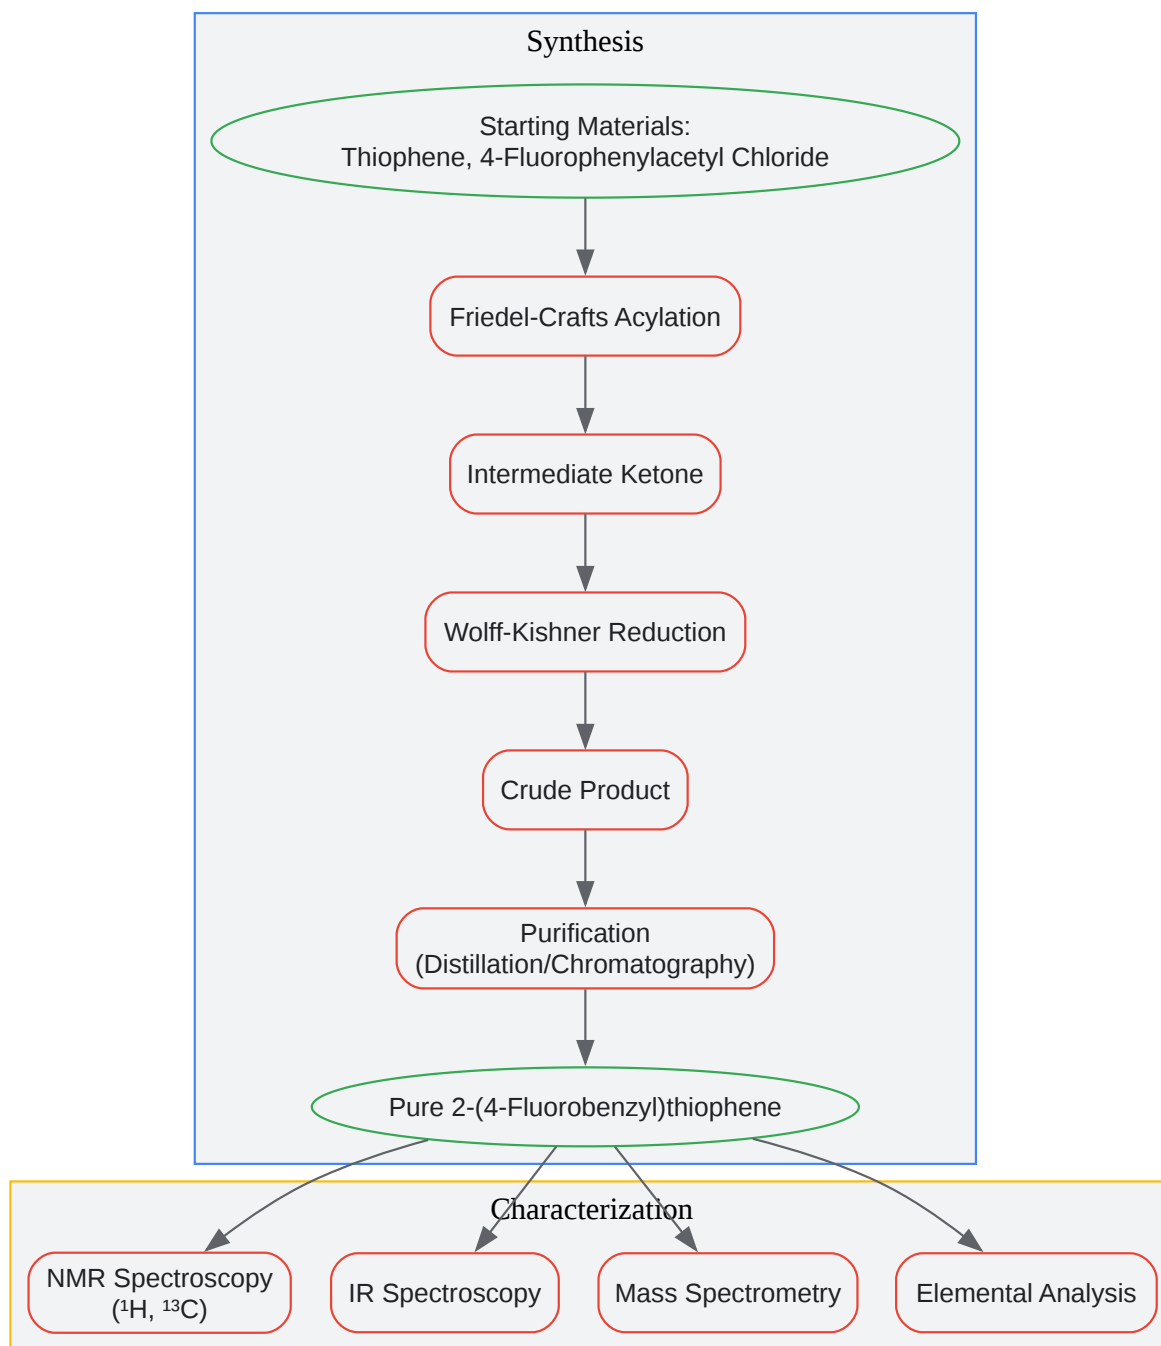 Synthesis
Starting Materials:
Thiophene, 4-Fluorophenylacetyl Chloride
Friedel-Crafts Acylation
Intermediate Ketone
Wolff-Kishner Reduction
Crude Product
Purification
(Distillation/Chromatography)
Pure 2-(4-Fluorobenzyl)thiophene
Characterization
NMR Spectroscopy
(¹H, ¹³C)
IR Spectroscopy
Mass Spectrometry
Elemental Analysis